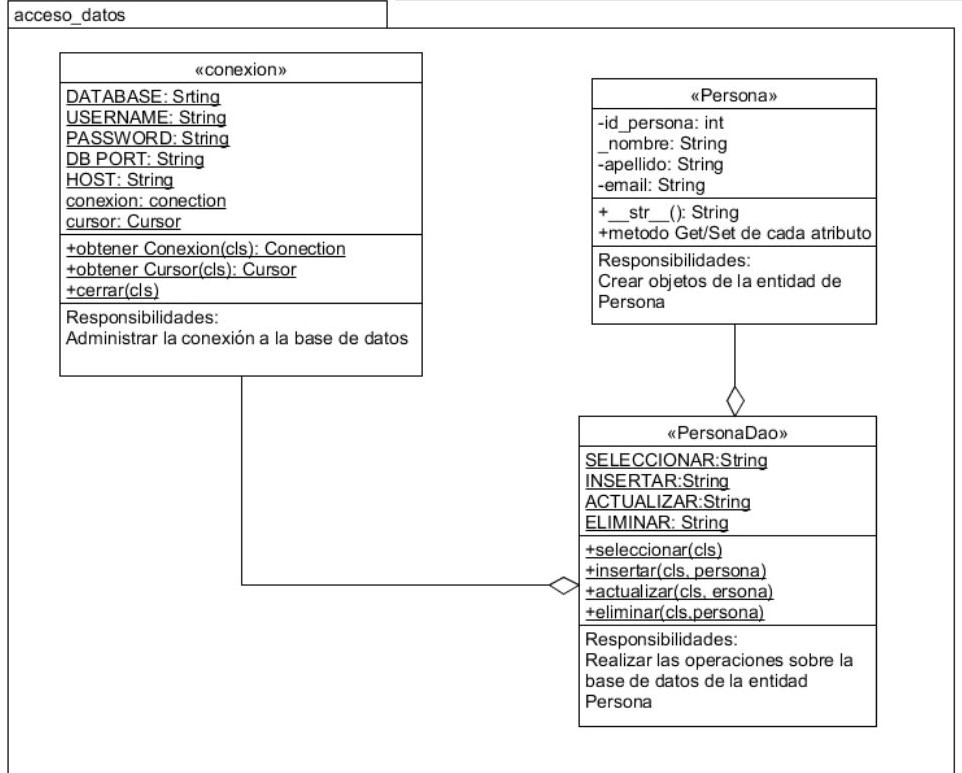 acceso_datos
«conexion»
DATABASE: Srting
USERNAME: String
PASSWORD: String
DB PORT: String
HOST: String
conexion: conection
cursor: Cursor
+obtener Conexion(cls): Conection
+obtener Cursor(cls): Cursor
+cerrar(cls)
Responsibilidades:
Administrar la conexión a la base de datos
«Persona»
-id_persona: int
_nombre: String
-apellido: String
-email: String
+__str__(): String
+metodo Get/Set de cada atributo
Responsibilidades:
Crear objetos de la entidad de
Persona
«PersonaDao»
SELECCIONAR:String
INSERTAR:String
ACTUALIZAR:String
ELIMINAR: String
+seleccionar(cls)
+insertar(cls, persona)
+actualizar(cls, ersona)
+eliminar(cls,persona)
Responsibilidades:
Realizar las operaciones sobre la
base de datos de la entidad
Persona